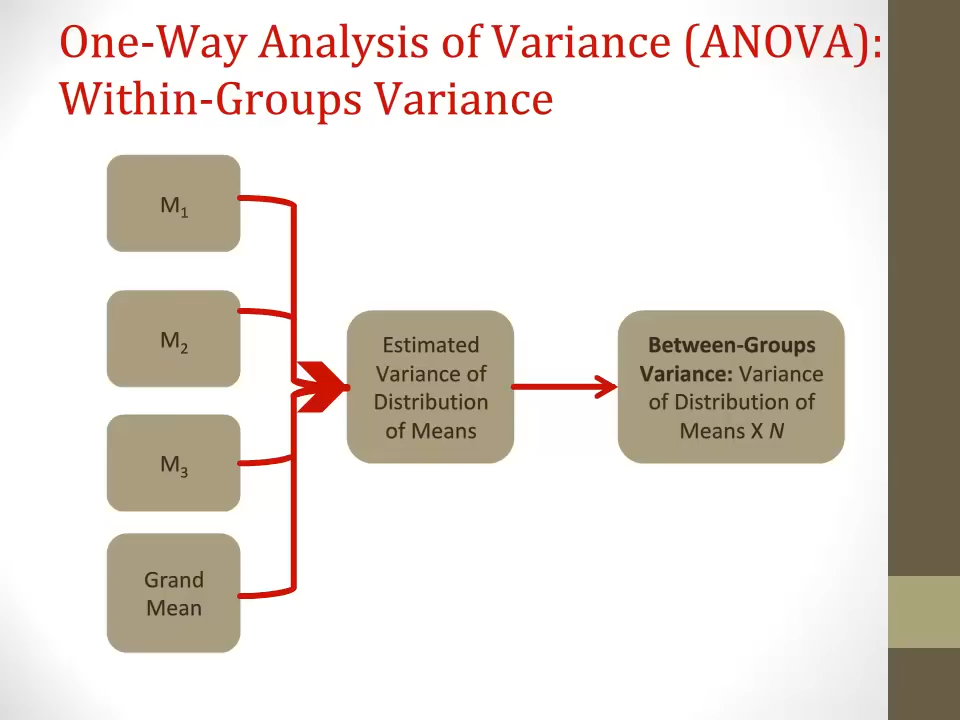 One-Way Analysis of Variance (ANOVA):
Within-Groups Variance
M₁
M₂
M₃
Grand
Mean
Estimated
Variance of
Distribution
of Means
Between-Groups
Variance: Variance
of Distribution of
Means X N